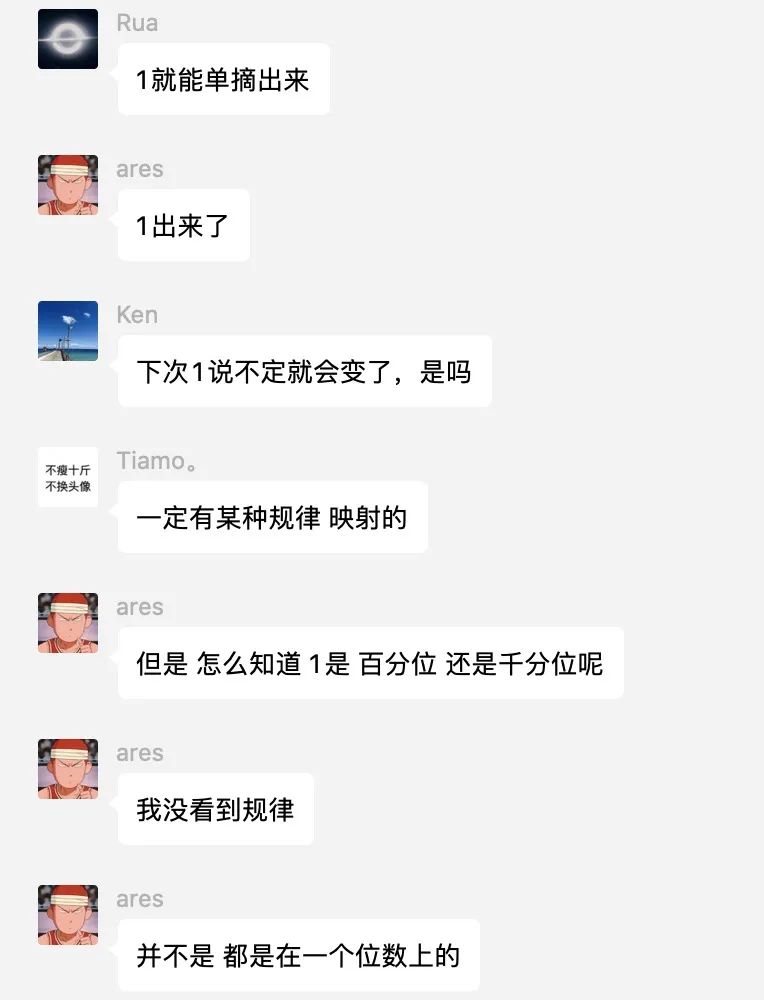 Rua
1就能单摘出来
ares
1出来了
Ken
下次1说不定就会变了，是吗
不瘦十斤
不换头像
Tiamo。
一定有某种规律 映射的
ares
但是 怎么知道 1是 百分位 还是千分位呢
ares
我没看到规律
ares
并不是 都是在一个位数上的